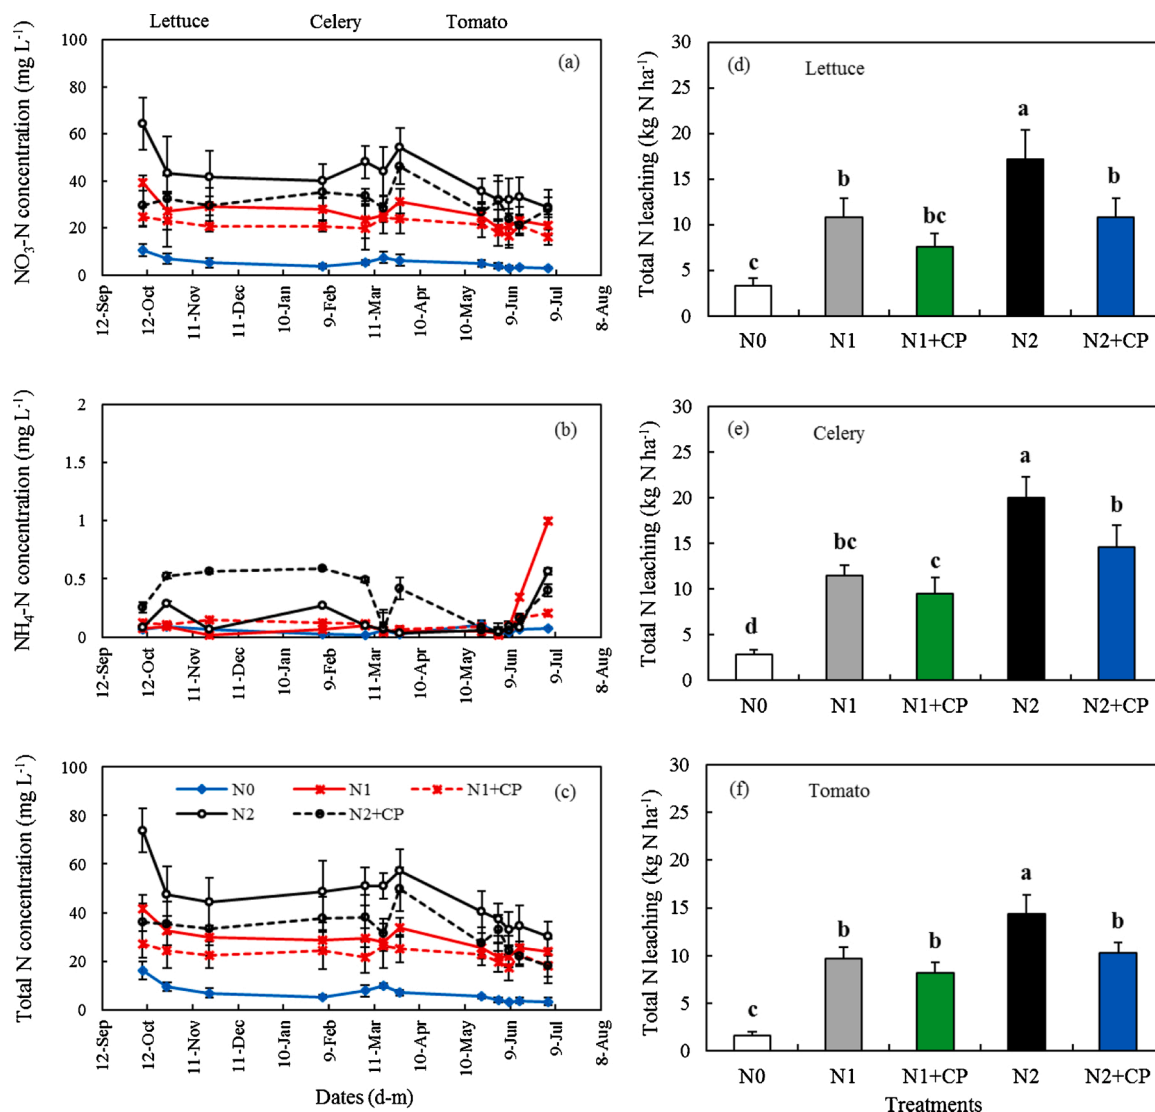 Lettuce Celery Tomato
NO3-N concentration (mg L-1)
100
80
60
40
20
0
(a)
12-Sep 12-Oct 11-Nov 11-Dec 10-Jan 9-Feb 11-Mar 10-Apr 10-May 9-Jun 9-Jul 8-Aug
Total N leaching (kg N ha-1)
30
25
20
15
10
5
0
(d) Lettuce
c b bc a b
N0 N1 N1+CP N2 N2+CP
NH4-N concentration (mg L-1)
2
1.5
1
0.5
0
(b)
12-Sep 12-Oct 11-Nov 11-Dec 10-Jan 9-Feb 11-Mar 10-Apr 10-May 9-Jun 9-Jul 8-Aug
Total N leaching (kg N ha-1)
30
25
20
15
10
5
0
(e) Celery
d bc c a b
N0 N1 N1+CP N2 N2+CP
Total N concentration (mg L-1)
100
80
60
40
20
0
N0 N1 N1+CP (c)
N2 N2+CP
12-Sep 12-Oct 11-Nov 11-Dec 10-Jan 9-Feb 11-Mar 10-Apr 10-May 9-Jun 9-Jul 8-Aug
Dates (d-m)
Total N leaching (kg N ha-1)
30
25
20
15
10
5
0
(f) Tomato
c b b a b
N0 N1 N1+CP N2 N2+CP
Treatments